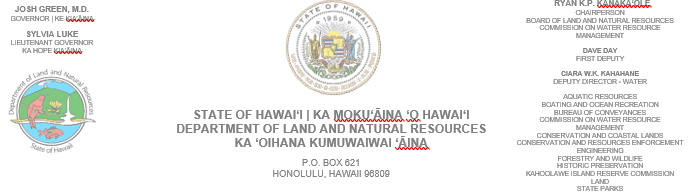 JOSH GREEN, M.D.
GOVERNOR | KE KIAʻĀINA
SYLVIA LUKE
LIEUTENANT GOVERNOR
KA HOPE KIAʻĀINA
Department of Land and Natural Resources
State of Hawaii
STATE OF HAWAII
1959
STATE OF HAWAIʻI | KA MOKUʻĀINA ʻO HAWAIʻI
DEPARTMENT OF LAND AND NATURAL RESOURCES
KA ʻOIHANA KUMUWAIWAI ʻĀINA
P.O. BOX 621
HONOLULU, HAWAII 96809
RYAN K.P. KANAKAʻOLE
CHAIRPERSON
BOARD OF LAND AND NATURAL RESOURCES
COMMISSION ON WATER RESOURCE
MANAGEMENT
DAVE DAY
FIRST DEPUTY
CIARA W.K. KAHAHANE
DEPUTY DIRECTOR - WATER
AQUATIC RESOURCES
BOATING AND OCEAN RECREATION
BUREAU OF CONVEYANCES
COMMISSION ON WATER RESOURCE
MANAGEMENT
CONSERVATION AND COASTAL LANDS
CONSERVATION AND RESOURCES ENFORCEMENT
ENGINEERING
FORESTRY AND WILDLIFE
HISTORIC PRESERVATION
KAHOOLAWE ISLAND RESERVE COMMISSION
LAND
STATE PARKS